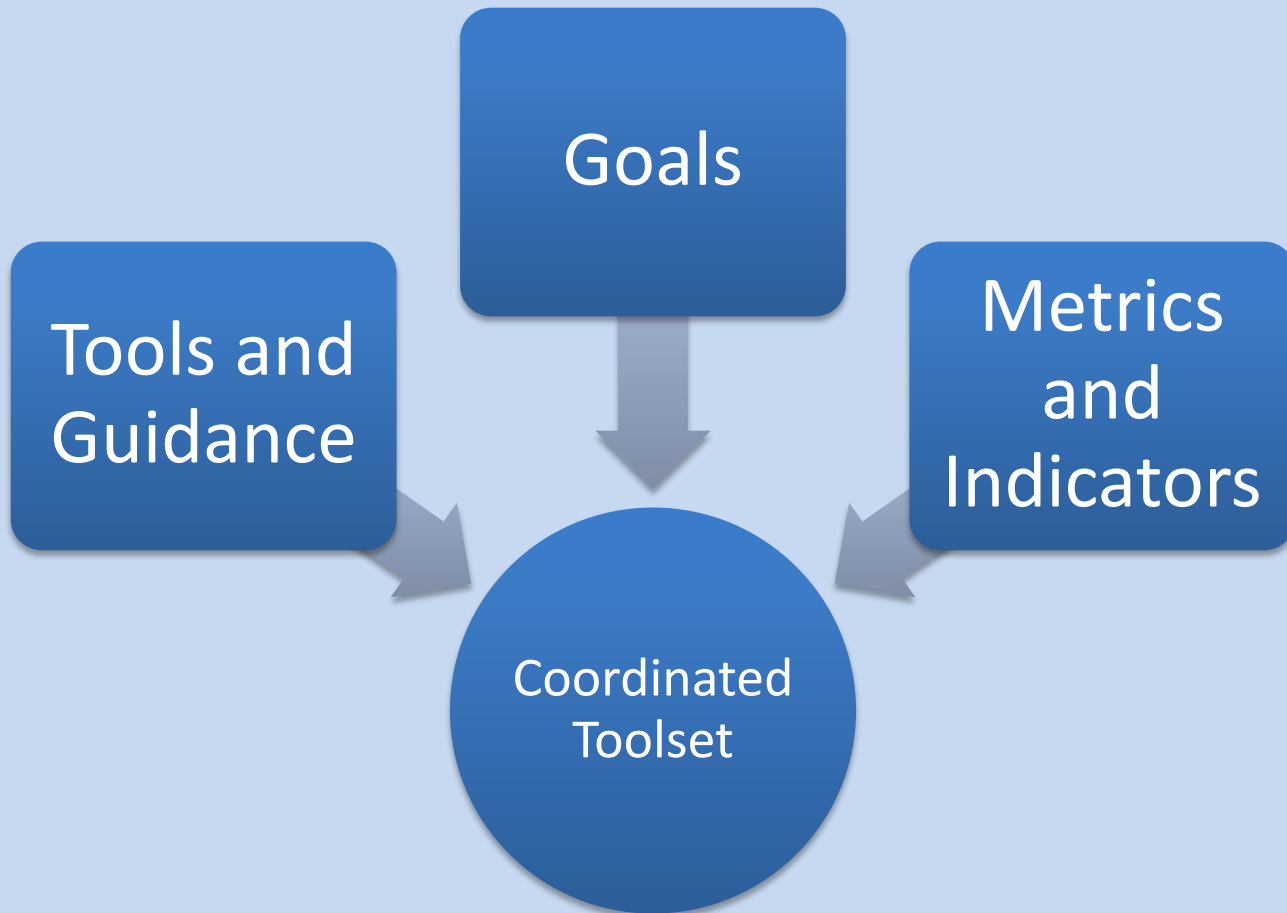 Goals
Tools and
Guidance
Metrics
and
Indicators
Coordinated
Toolset